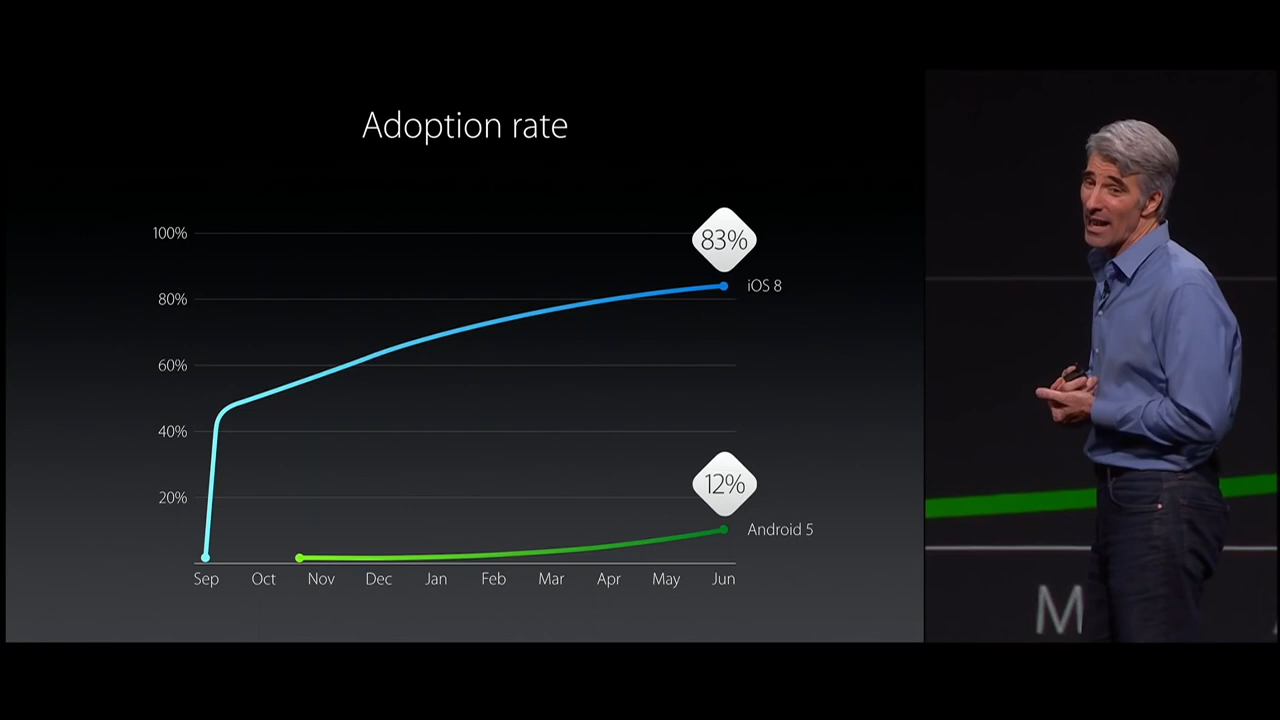 Adoption rate
100%
80%
60%
40%
20%
83%
iOS 8
12%
Android 5
Sep Oct Nov Dec Jan Feb Mar Apr May Jun
M